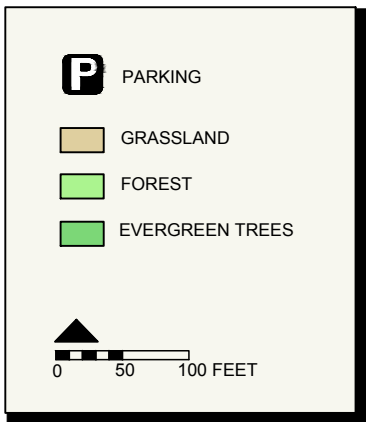 P PARKING
GRASSLAND
FOREST
EVERGREEN TREES
0 50 100 FEET